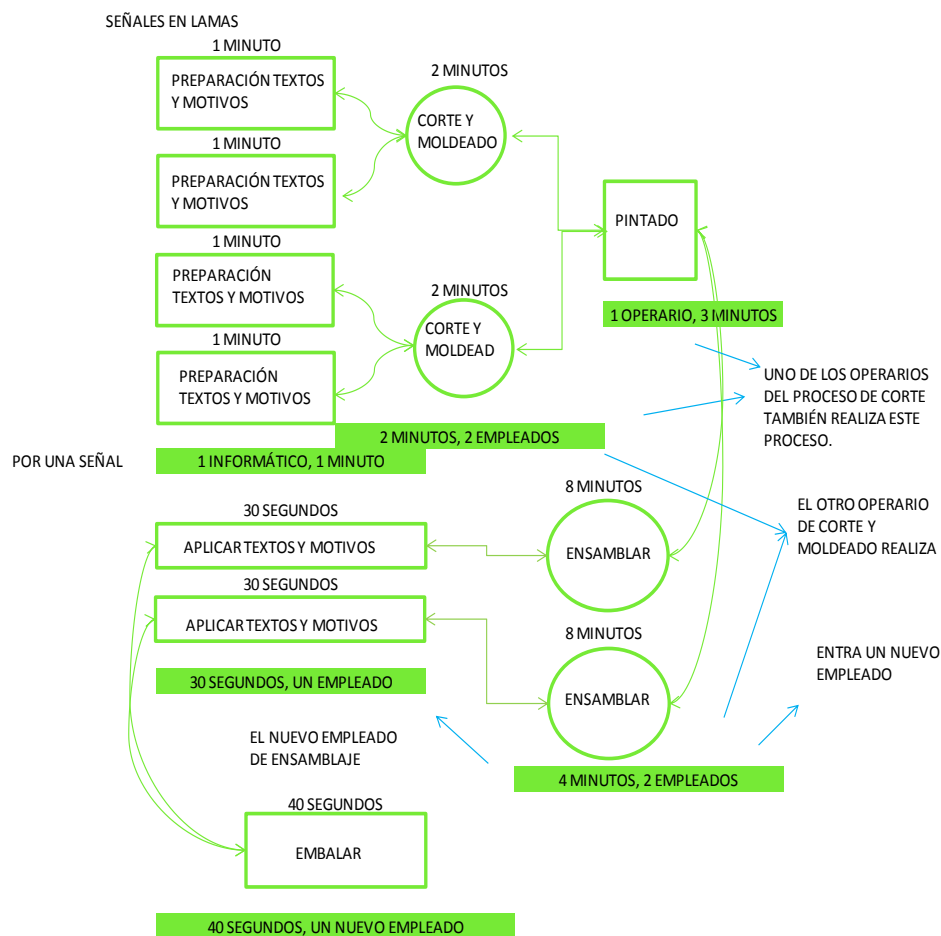 SEÑALES EN LAMAS
1 MINUTO
PREPARACIÓN TEXTOS
Y MOTIVOS
2 MINUTOS
CORTE Y
MOLDEADO
1 MINUTO
PREPARACIÓN TEXTOS
Y MOTIVOS
PINTADO
1 MINUTO
PREPARACIÓN
TEXTOS Y MOTIVOS
2 MINUTOS
CORTE Y
MOLDEAD
1 OPERARIO, 3 MINUTOS
1 MINUTO
PREPARACIÓN
TEXTOS Y MOTIVOS
UNO DE LOS OPERARIOS
DEL PROCESO DE CORTE
TAMBIÉN REALIZA ESTE
PROCESO.
2 MINUTOS, 2 EMPLEADOS
POR UNA SEÑAL
1 INFORMÁTICO, 1 MINUTO
8 MINUTOS
ENSAMBLAR
EL OTRO OPERARIO
DE CORTE Y
MOLDEADO REALIZA
30 SEGUNDOS
APLICAR TEXTOS Y MOTIVOS
30 SEGUNDOS
APLICAR TEXTOS Y MOTIVOS
8 MINUTOS
ENSAMBLAR
ENTRA UN NUEVO
EMPLEADO
30 SEGUNDOS, UN EMPLEADO
EL NUEVO EMPLEADO
DE ENSAMBLAJE
4 MINUTOS, 2 EMPLEADOS
40 SEGUNDOS
EMBALAR
40 SEGUNDOS, UN NUEVO EMPLEADO